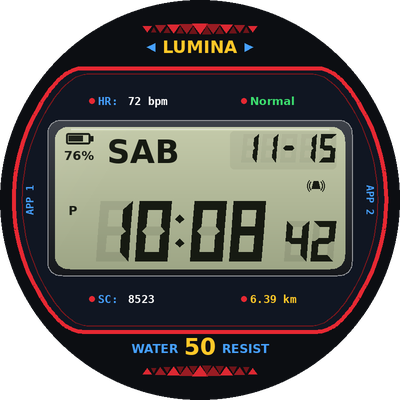 ◄ LUMINA ►
HR: 72 bpm
Normal
76%
SAB
11-15
APP 1
APP 2
P
10:08
42
SC: 8523
6.39 km
WATER 50 RESIST